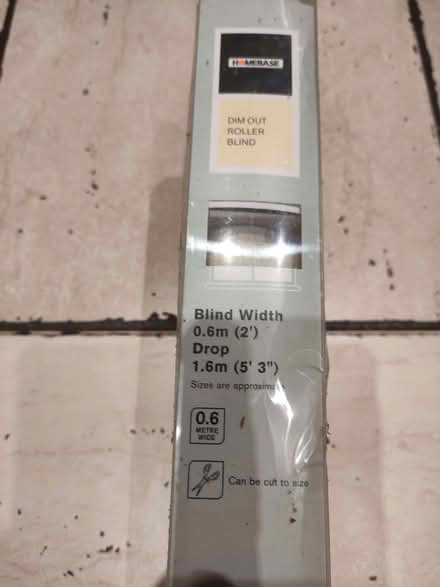 HOMEBASE
DIM OUT
ROLLER
BLIND
Blind Width
0.6m (2')
Drop
1.6m (5' 3")
Sizes are approximate
0.6
METRE
WIDE
Can be cut to size